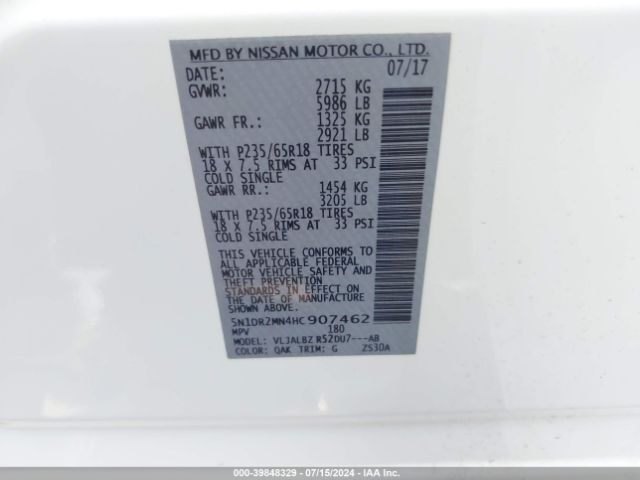 MFD BY NISSAN MOTOR CO., LTD.
DATE: 07/17
GVWR: 2715 KG
5986 LB
GAWR FR.: 1325 KG
2921 LB
WITH P235/65R18 TIRES
18 X 7.5 RIMS AT 33 PSI
COLD SINGLE
GAWR RR.: 1454 KG
3205 LB
WITH P235/65R18 TIRES
18 X 7.5 RIMS AT 33 PSI
COLD SINGLE
THIS VEHICLE CONFORMS TO
ALL APPLICABLE FEDERAL
MOTOR VEHICLE SAFETY AND
THEFT PREVENTION
STANDARDS IN EFFECT ON
THE DATE OF MANUFACTURE
SHOWN ABOVE.
5N1DR2MN4HC907462
MPV 180
MODEL: VLJALBZ R52DU7---AB
COLOR: QAK TRIM: G ZS30A
000-39848329 - 07/15/2024 - IAA Inc.